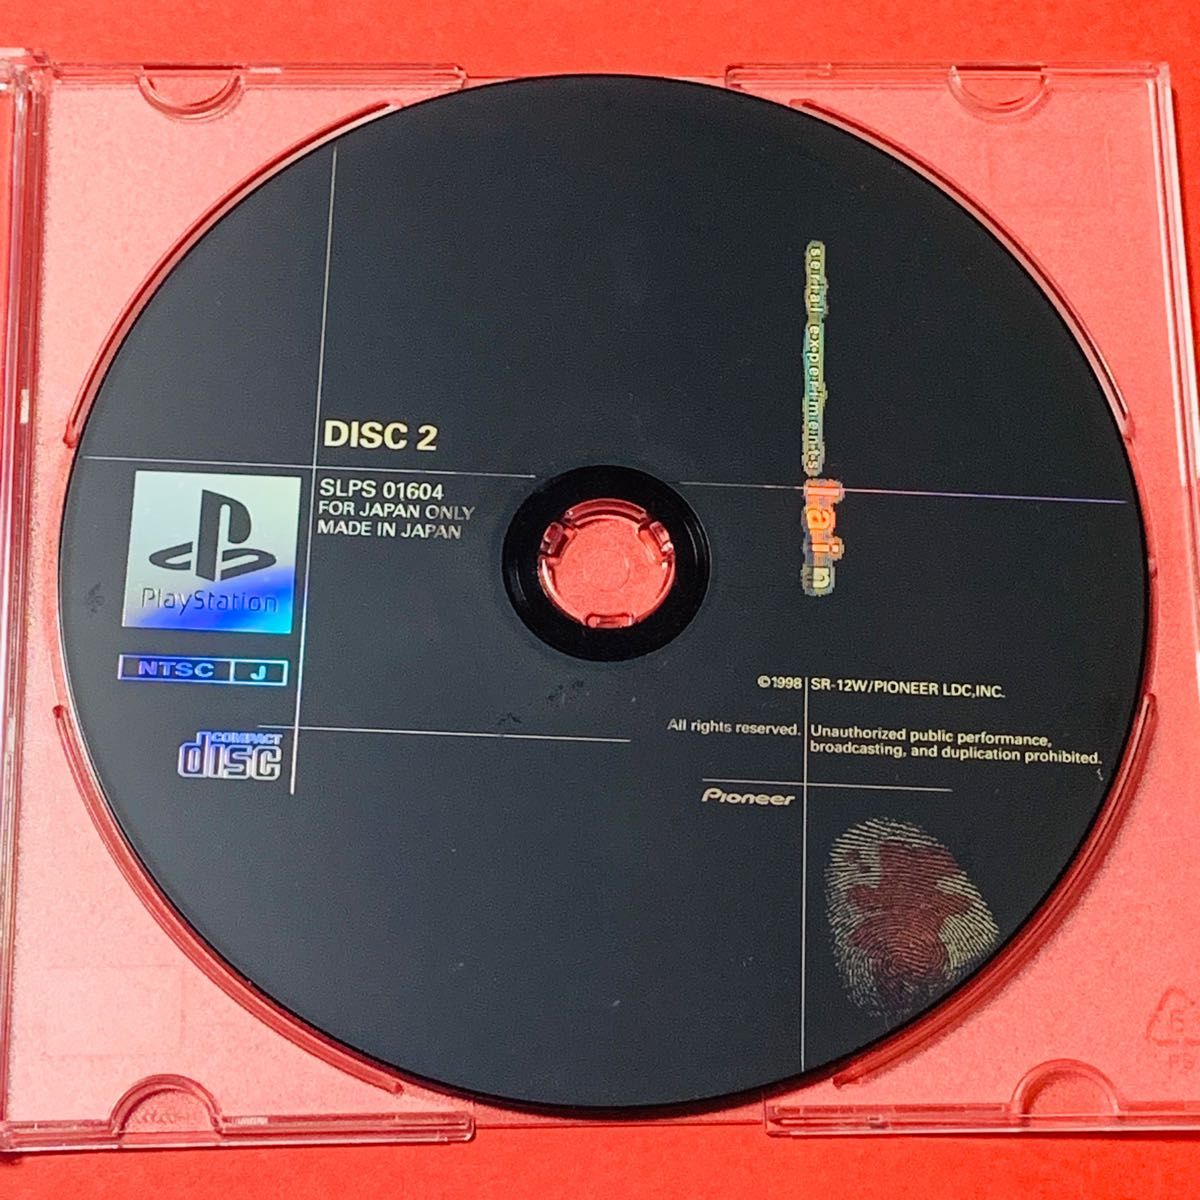 serial experiments
lain
DISC 2
SLPS 01604
FOR JAPAN ONLY
MADE IN JAPAN
PlayStation
NTSC J
COMPACT
disc
©1998 SR-12W/PIONEER LDC,INC.
All rights reserved. Unauthorized public performance,
broadcasting, and duplication prohibited.
Pioneer